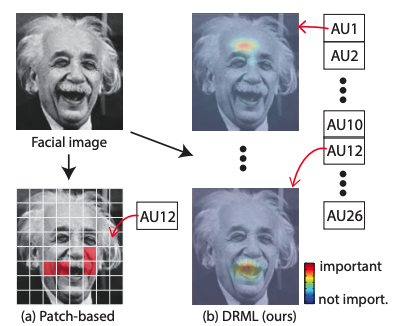 AU1
AU2
AU10
AU12
AU26
Facial image
AU12
important
not import.
(a) Patch-based
(b) DRML (ours)